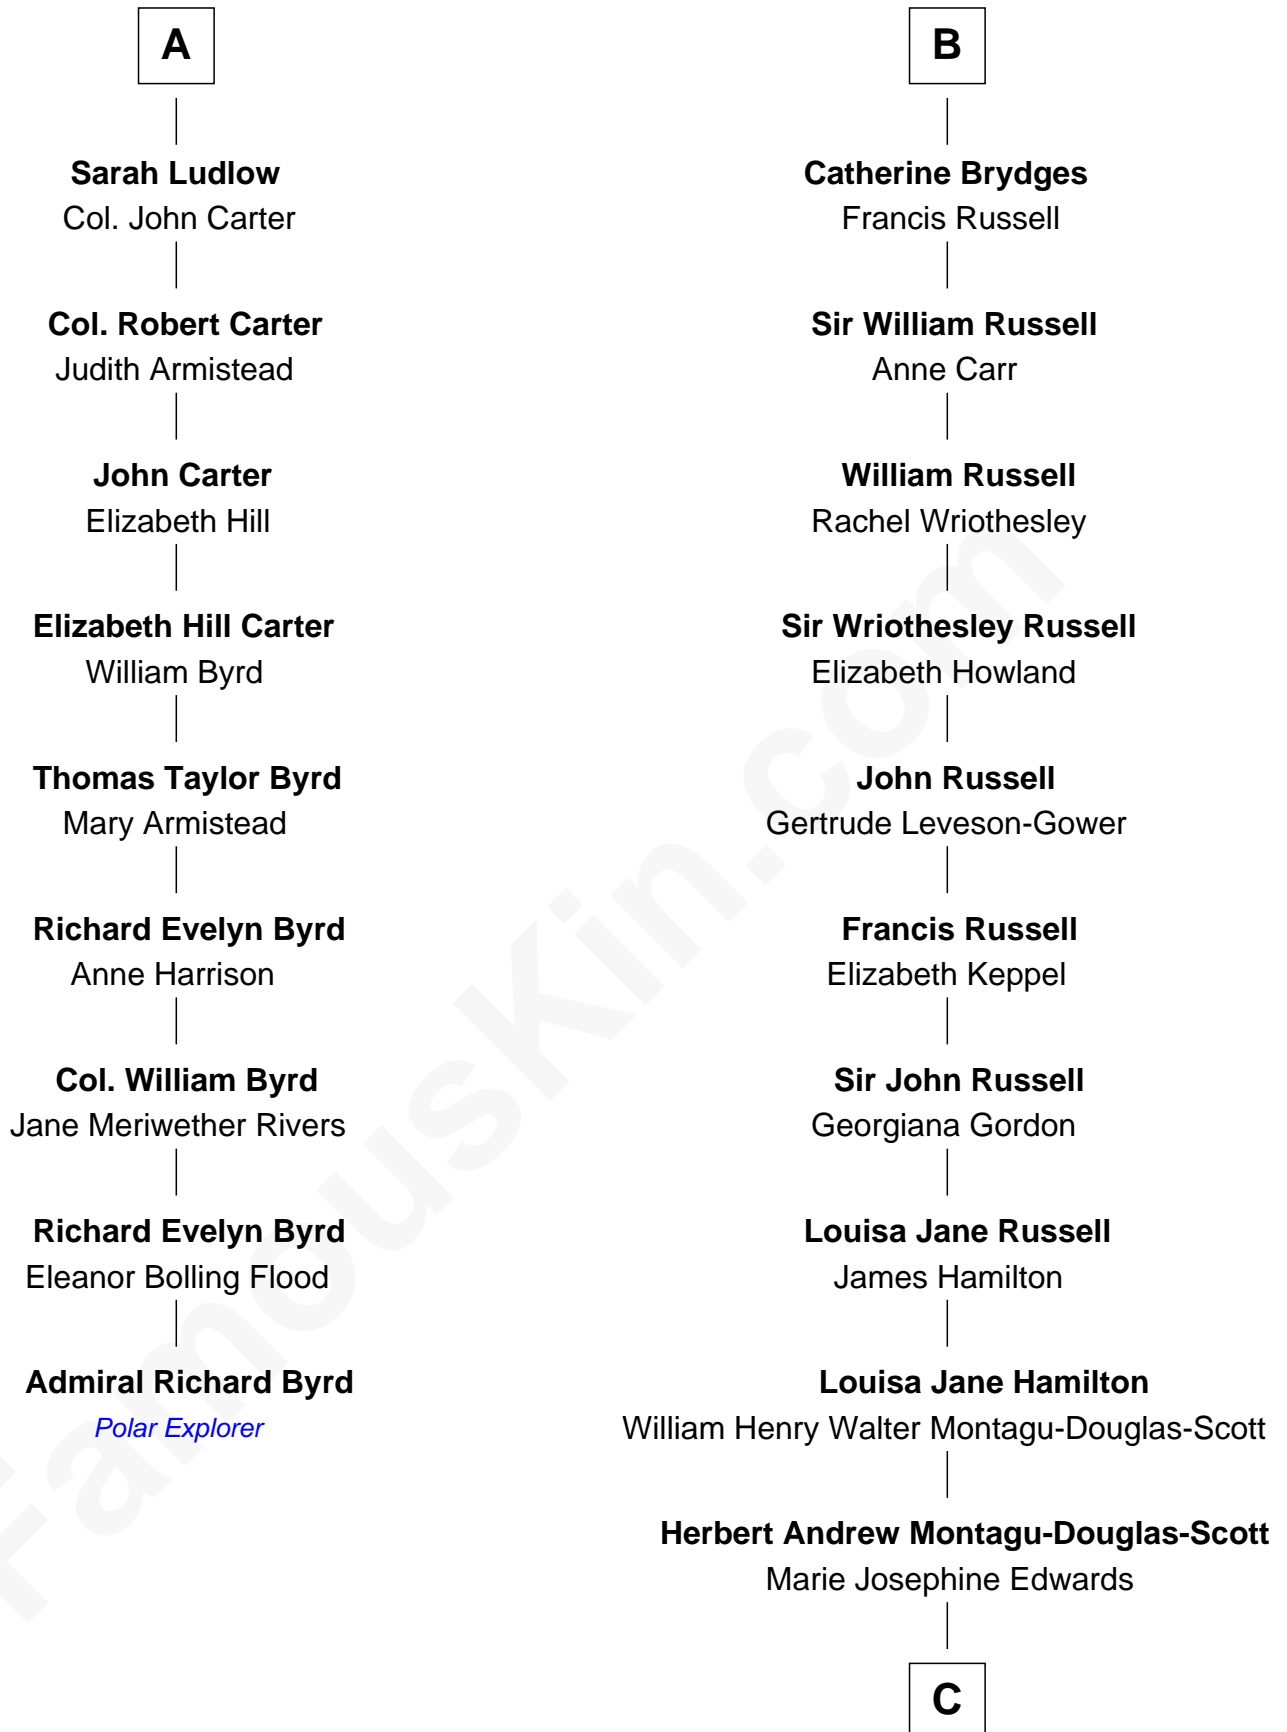 A
Sarah Ludlow
Col. John Carter
Col. Robert Carter
Judith Armistead
John Carter
Elizabeth Hill
Elizabeth Hill Carter
William Byrd
Thomas Taylor Byrd
Mary Armistead
Richard Evelyn Byrd
Anne Harrison
Col. William Byrd
Jane Meriwether Rivers
Richard Evelyn Byrd
Eleanor Bolling Flood
Admiral Richard Byrd
Polar Explorer
B
Catherine Brydges
Francis Russell
Sir William Russell
Anne Carr
William Russell
Rachel Wriothesley
Sir Wriothesley Russell
Elizabeth Howland
John Russell
Gertrude Leveson-Gower
Francis Russell
Elizabeth Keppel
Sir John Russell
Georgiana Gordon
Louisa Jane Russell
James Hamilton
Louisa Jane Hamilton
William Henry Walter Montagu-Douglas-Scott
Herbert Andrew Montagu-Douglas-Scott
Marie Josephine Edwards
C
FamousKin.com